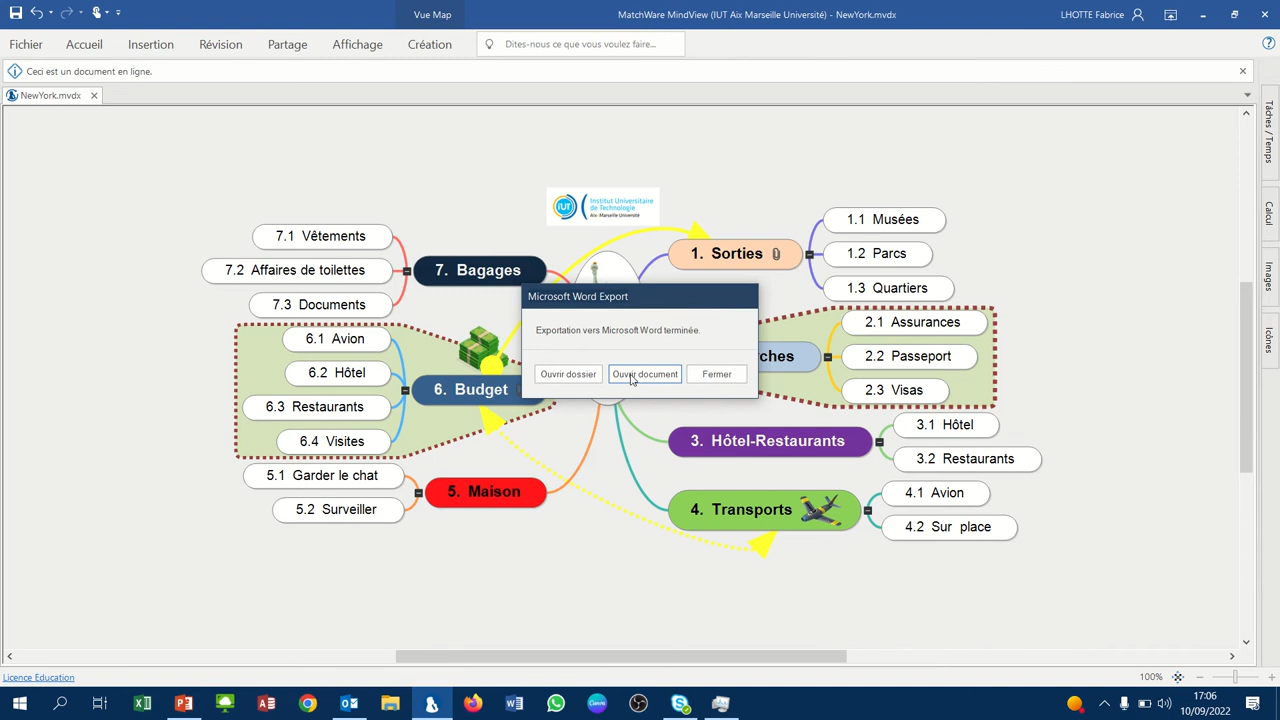 Vue Map
MatchWare MindView (IUT Aix Marseille Université) - NewYork.mvdx
LHOTTE Fabrice
Fichier
Accueil
Insertion
Révision
Partage
Affichage
Création
Dites-nous ce que vous voulez faire...
Ceci est un document en ligne.
NewYork.mvdx
Tâches / Temps
Calcul
Images
Icônes
IUT
Institut Universitaire
de Technologie
Aix-Marseille Université
7.1 Vêtements
7.2 Affaires de toilettes
7.3 Documents
7. Bagages
1. Sorties
1.1 Musées
1.2 Parcs
1.3 Quartiers
Microsoft Word Export
Exportation vers Microsoft Word terminée.
Ouvrir dossier
Ouvrir document
Fermer
rches
2.1 Assurances
2.2 Passeport
2.3 Visas
6.1 Avion
6.2 Hôtel
6.3 Restaurants
6.4 Visites
6. Budget
3. Hôtel-Restaurants
3.1 Hôtel
3.2 Restaurants
5.1 Garder le chat
5.2 Surveiller
5. Maison
4. Transports
4.1 Avion
4.2 Sur place
Licence Education
100%
17:06
10/09/2022